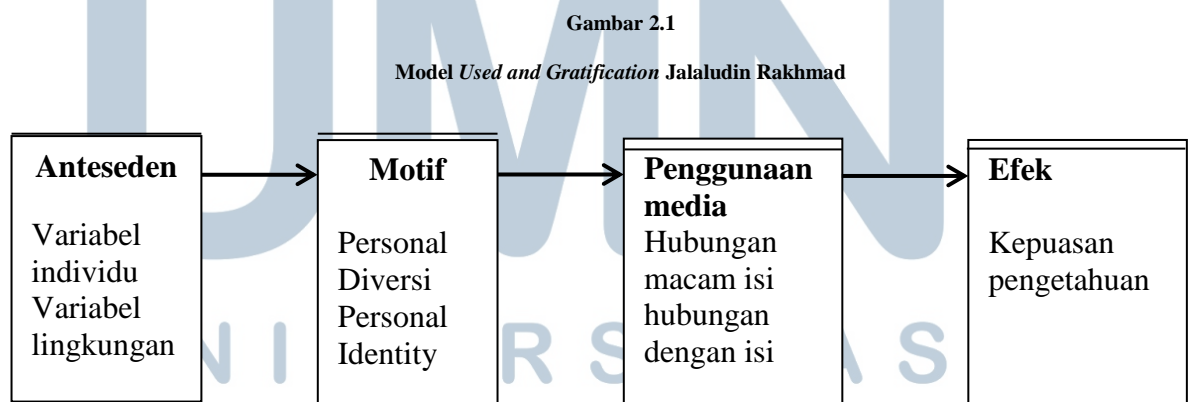 Gambar 2.1
Model Used and Gratification Jalaludin Rakhmad
Anteseden
Variabel
individu
Variabel
lingkungan
Motif
Personal
Diversi
Personal
Identity
Penggunaan
media
Hubungan
macam isi
hubungan
dengan isi
Efek
Kepuasan
pengetahuan
UMN